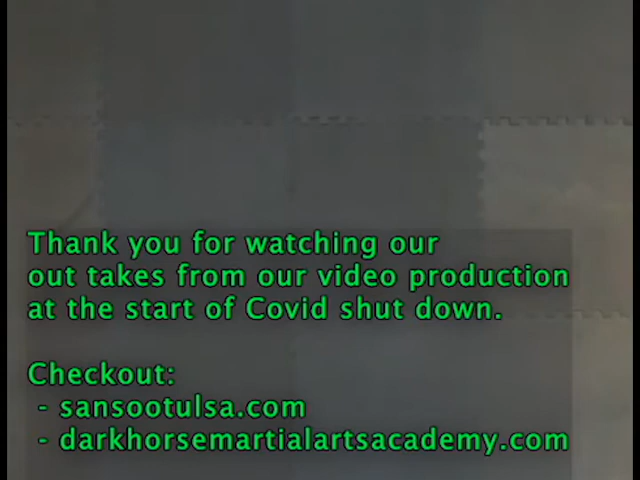 Thank you for watching our
out takes from our video production
at the start of Covid shut down.
Checkout:
- sansootulsa.com
- darkhorsemartialartsacademy.com